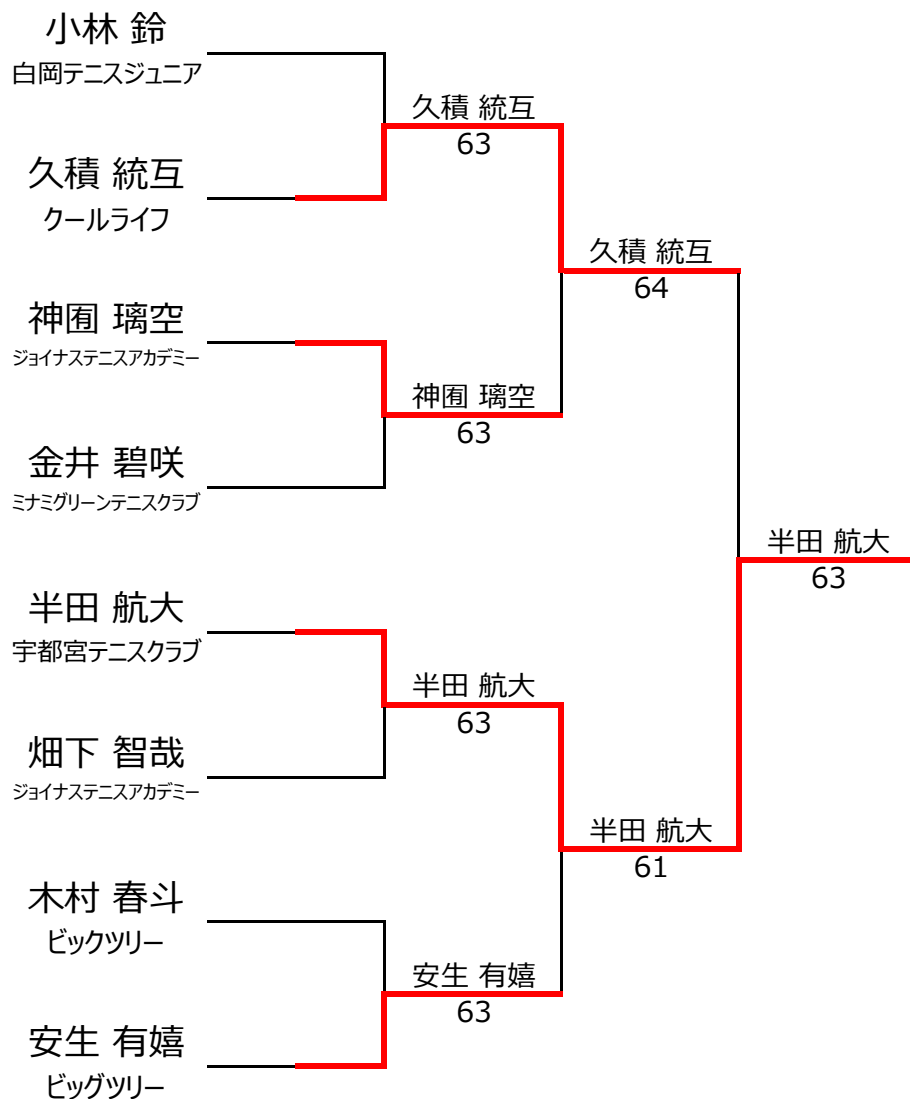 小林 鈴
白岡テニスジュニア
久積 統互
63
久積 統互
クールライフ
久積 統互
64
神囿 璃空
ジョイナステニスアカデミー
神囿 璃空
63
金井 碧咲
ミナミグリーンテニスクラブ
半田 航大
63
半田 航大
宇都宮テニスクラブ
半田 航大
63
畑下 智哉
ジョイナステニスアカデミー
半田 航大
61
木村 春斗
ビックツリー
安生 有嬉
63
安生 有嬉
ビッグツリー